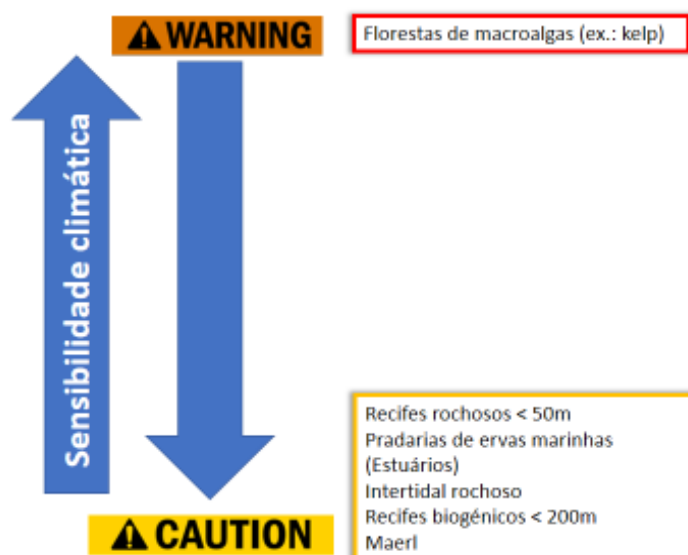 WARNING
Florestas de macroalgas (ex.: kelp)
Sensibilidade climática
Recifes rochosos < 50m
Pradarias de ervas marinhas
(Estuários)
Intertidal rochoso
Recifes biogénicos < 200m
Maerl
CAUTION